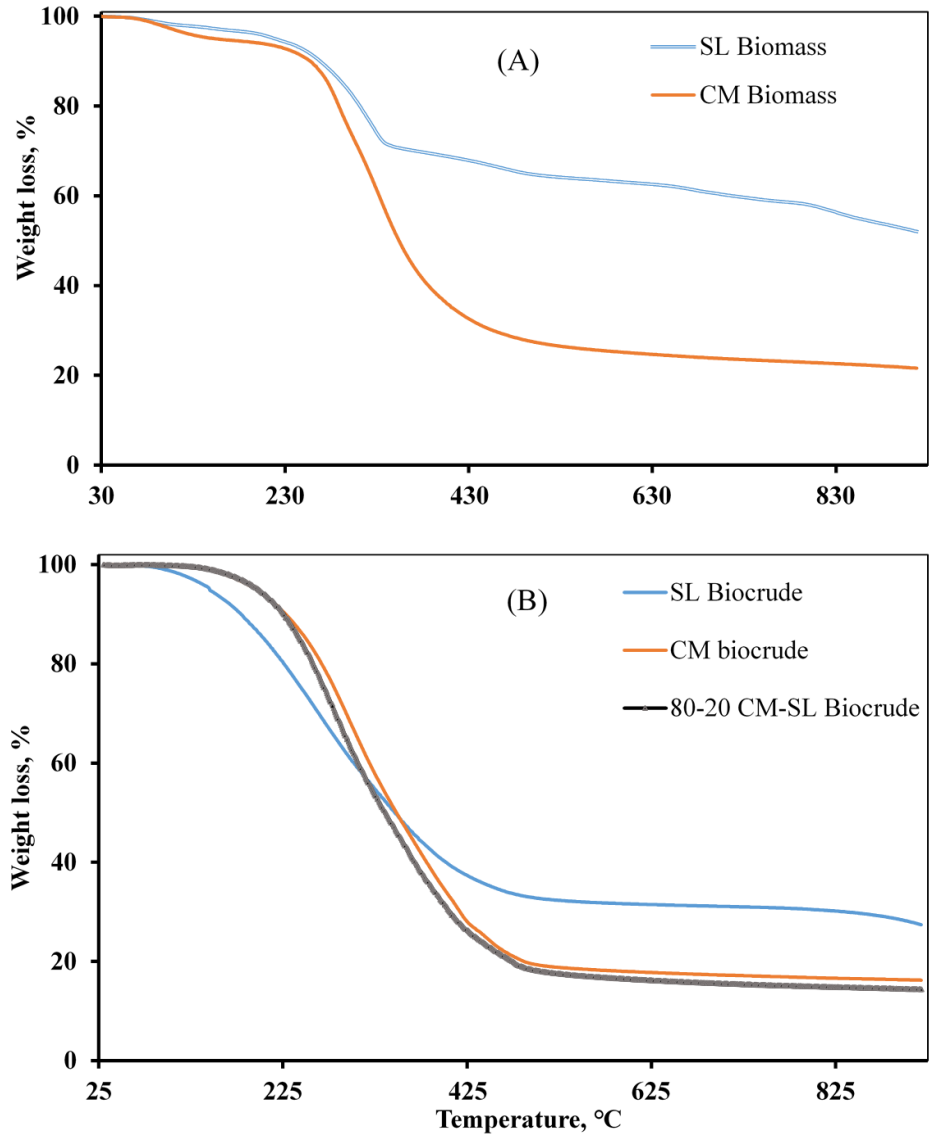 100
80
60
40
20
0
Weight loss, %
(A)
SL Biomass
CM Biomass
30 230 430 630 830
100
80
60
40
20
0
Weight loss, %
(B)
SL Biocrude
CM biocrude
80-20 CM-SL Biocrude
25 225 425 625 825
Temperature, °C